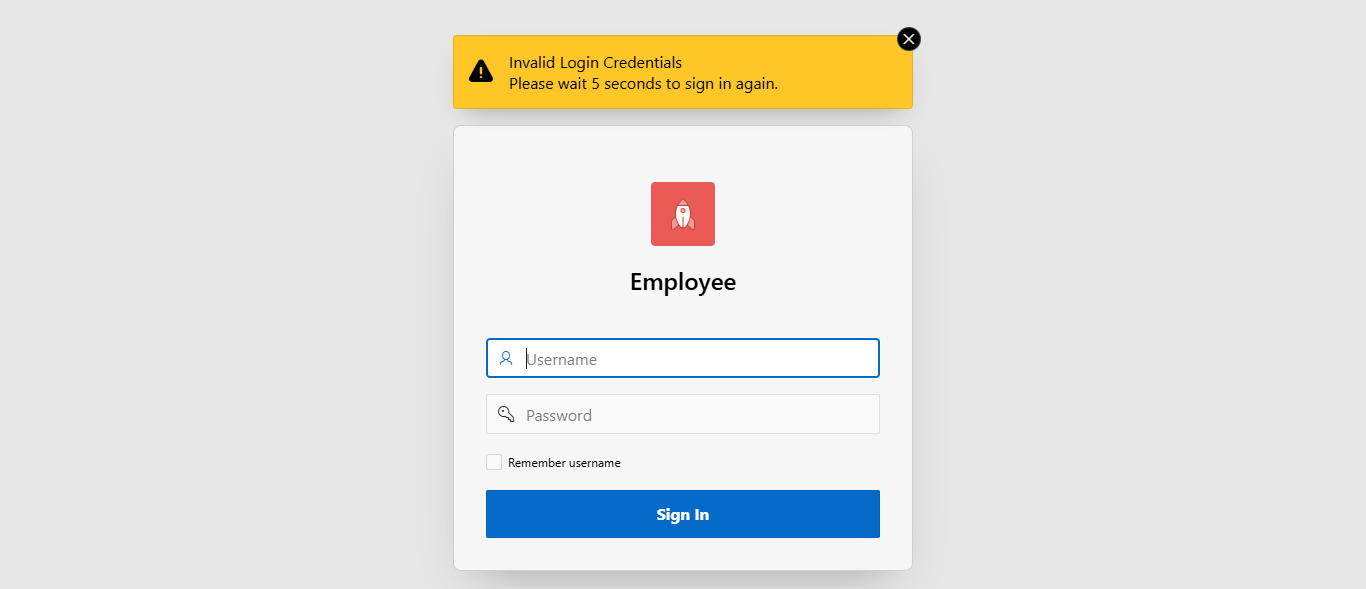 Invalid Login Credentials
Please wait 5 seconds to sign in again.
Employee
Username
Password
Remember username
Sign In